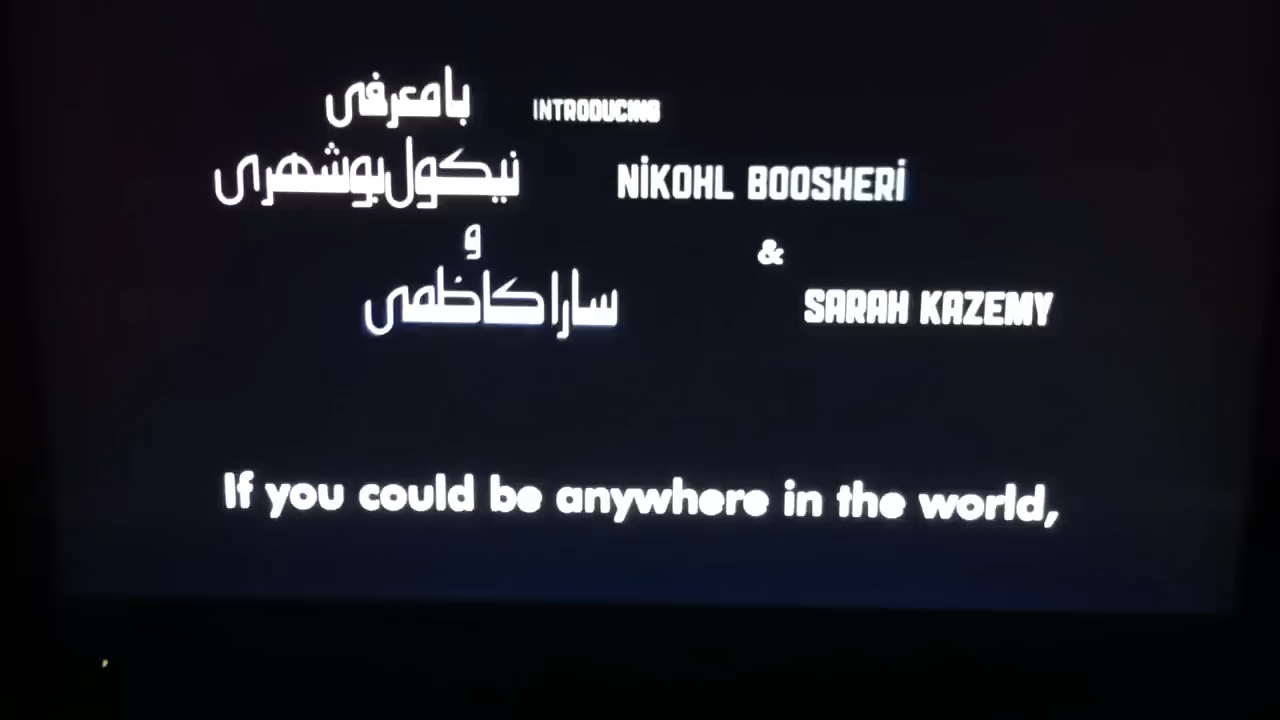 با معرفی
INTRODUCING
نیکول بوشهری
NIKOHL BOOSHERI
و
&
سارا کاظمی
SARAH KAZEMY
If you could be anywhere in the world,